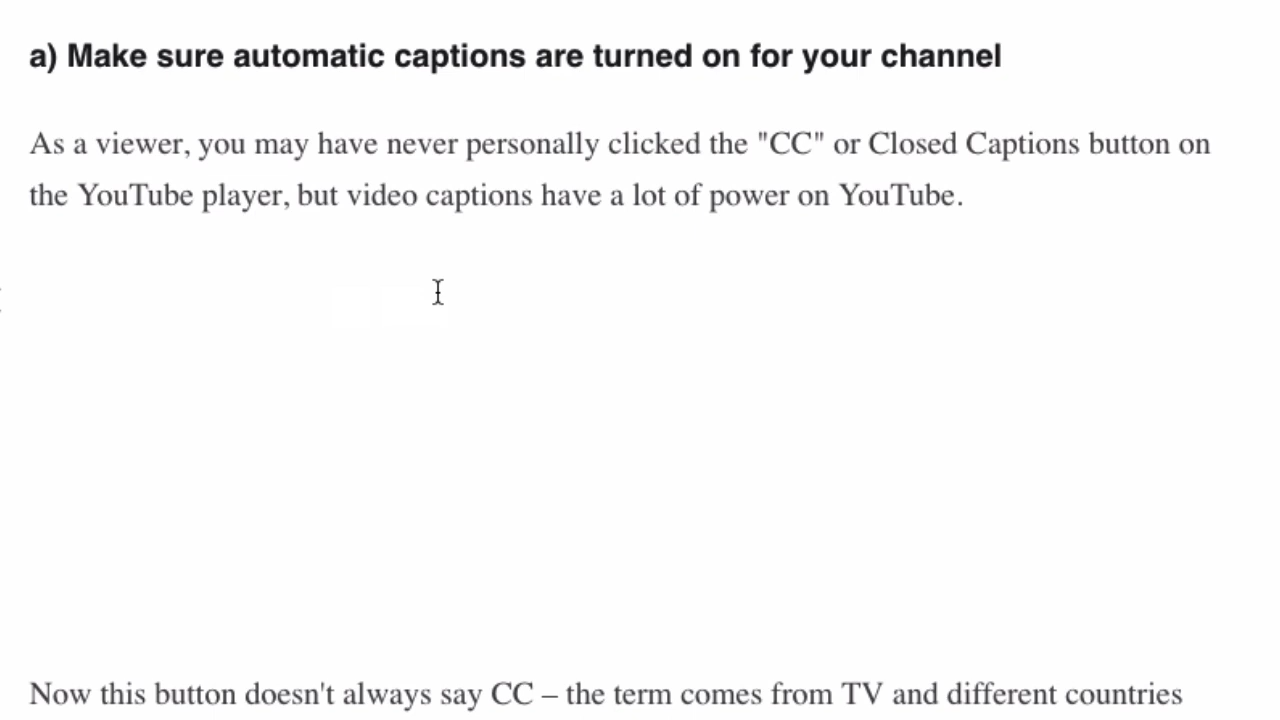 a) Make sure automatic captions are turned on for your channel
As a viewer, you may have never personally clicked the "CC" or Closed Captions button on
the YouTube player, but video captions have a lot of power on YouTube.
Now this button doesn't always say CC – the term comes from TV and different countries